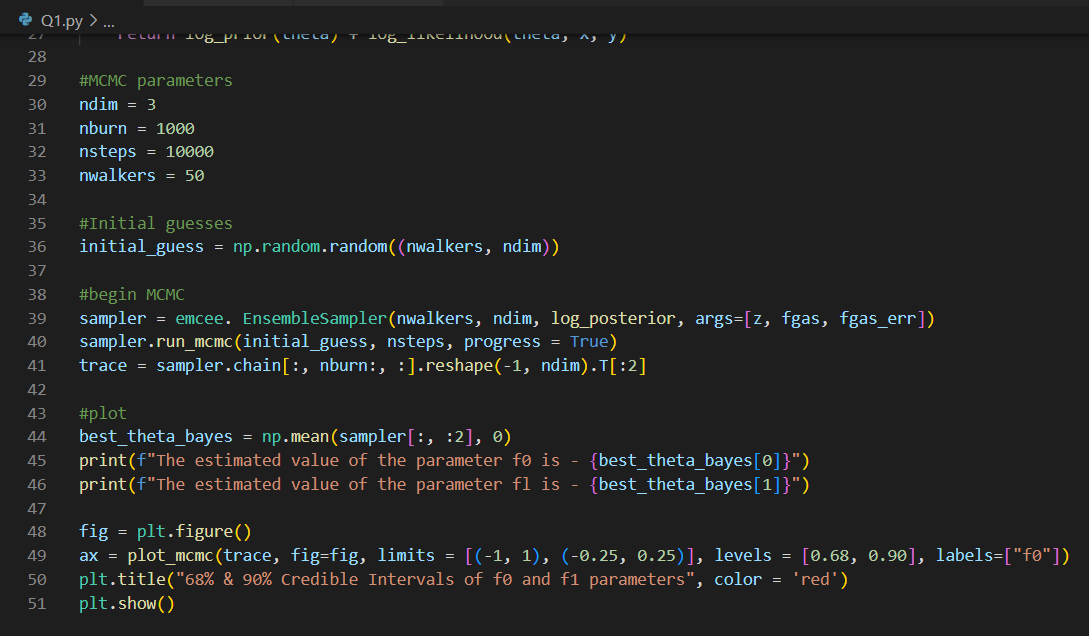 Q1.py > ...
27 return log_prior(theta) + log_likelihood(theta, x, y)
28
29 #MCMC parameters
30 ndim = 3
31 nburn = 1000
32 nsteps = 10000
33 nwalkers = 50
34
35 #Initial guesses
36 initial_guess = np.random.random((nwalkers, ndim))
37
38 #begin MCMC
39 sampler = emcee. EnsembleSampler(nwalkers, ndim, log_posterior, args=[z, fgas, fgas_err])
40 sampler.run_mcmc(initial_guess, nsteps, progress = True)
41 trace = sampler.chain[:, nburn:, :].reshape(-1, ndim).T[:2]
42
43 #plot
44 best_theta_bayes = np.mean(sampler[:, :2], 0)
45 print(f"The estimated value of the parameter f0 is - {best_theta_bayes[0]}")
46 print(f"The estimated value of the parameter fl is - {best_theta_bayes[1]}")
47
48 fig = plt.figure()
49 ax = plot_mcmc(trace, fig=fig, limits = [(-1, 1), (-0.25, 0.25)], levels = [0.68, 0.90], labels=["f0"])
50 plt.title("68% & 90% Credible Intervals of f0 and f1 parameters", color = 'red')
51 plt.show()